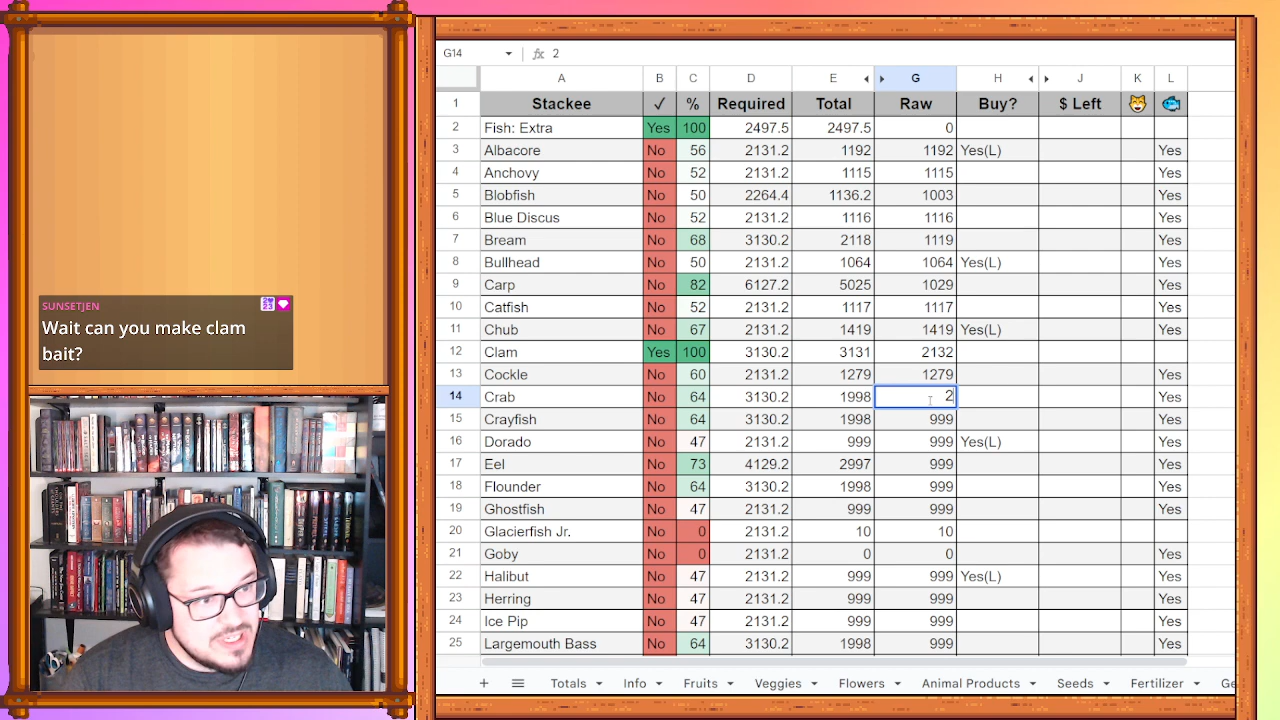 G14 fx 2
A B C D E G H J K L
1 Stackee ✓ % Required Total Raw Buy? $ Left
2 Fish: Extra Yes 100 2497.5 2497.5 0
3 Albacore No 56 2131.2 1192 1192 Yes(L) Yes
4 Anchovy No 52 2131.2 1115 1115 Yes
5 Blobfish No 50 2264.4 1136.2 1003 Yes
6 Blue Discus No 52 2131.2 1116 1116 Yes
7 Bream No 68 3130.2 2118 1119 Yes
8 Bullhead No 50 2131.2 1064 1064 Yes(L) Yes
9 Carp No 82 6127.2 5025 1029 Yes
10 Catfish No 52 2131.2 1117 1117 Yes
11 Chub No 67 2131.2 1419 1419 Yes(L) Yes
12 Clam Yes 100 3130.2 3131 2132
13 Cockle No 60 2131.2 1279 1279 Yes
14 Crab No 64 3130.2 1998 2 Yes
15 Crayfish No 64 3130.2 1998 999 Yes
16 Dorado No 47 2131.2 999 999 Yes(L) Yes
17 Eel No 73 4129.2 2997 999 Yes
18 Flounder No 64 3130.2 1998 999 Yes
19 Ghostfish No 47 2131.2 999 999 Yes
20 Glacierfish Jr. No 0 2131.2 10 10
21 Goby No 0 2131.2 0 0 Yes
22 Halibut No 47 2131.2 999 999 Yes(L) Yes
23 Herring No 47 2131.2 999 999 Yes
24 Ice Pip No 47 2131.2 999 999 Yes
25 Largemouth Bass No 64 3130.2 1998 999 Yes
+ Totals Info Fruits Veggies Flowers Animal Products Seeds Fertilizer Ge
SUNSETJEN
Wait can you make clam
bait?